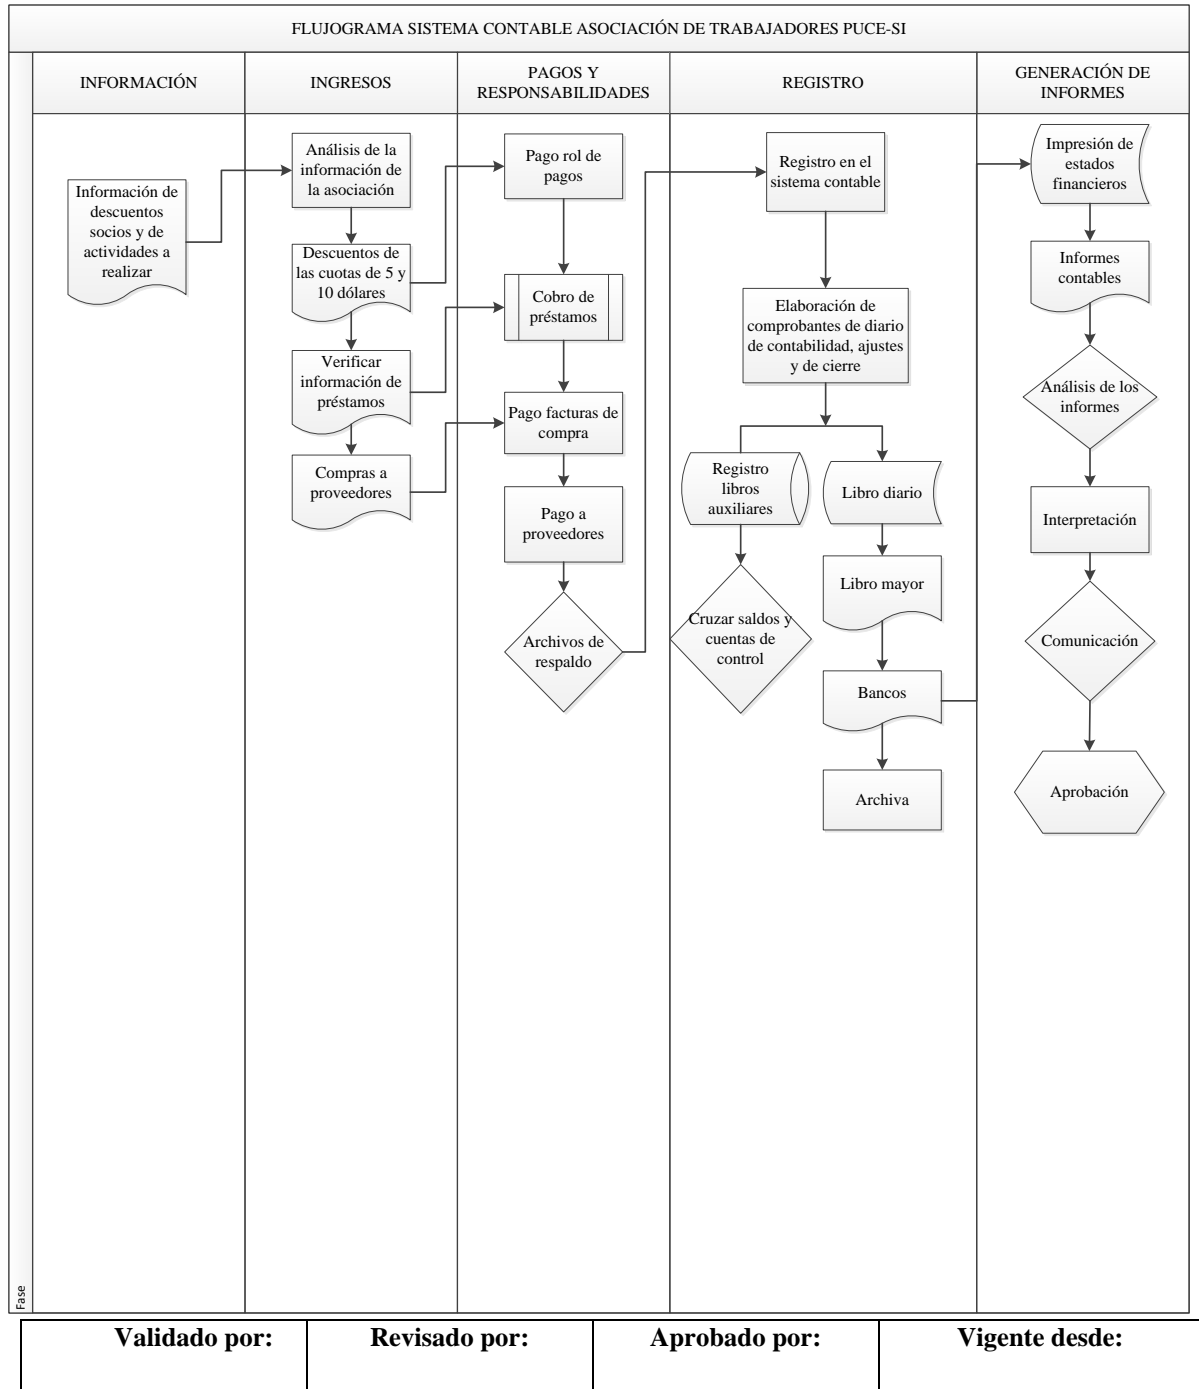 FLUJOGRAMA SISTEMA CONTABLE ASOCIACIÓN DE TRABAJADORES PUCE-SI
Fase
INFORMACIÓN
Información de
descuentos
socios y de
actividades a
realizar
INGRESOS
Análisis de la
información de
la asociación
Descuentos de
las cuotas de 5 y
10 dólares
Verificar
información de
préstamos
Compras a
proveedores
PAGOS Y
RESPONSABILIDADES
Pago rol de
pagos
Cobro de
préstamos
Pago facturas de
compra
Pago a
proveedores
Archivos de
respaldo
REGISTRO
Registro en el
sistema contable
Elaboración de
comprobantes de diario
de contabilidad, ajustes
y de cierre
Registro
libros
auxiliares
Cruzar saldos y
cuentas de
control
Libro diario
Libro mayor
Bancos
Archiva
GENERACIÓN DE
INFORMES
Impresión de
estados
financieros
Informes
contables
Análisis de los
informes
Interpretación
Comunicación
Aprobación
Validado por:
Revisado por:
Aprobado por:
Vigente desde: